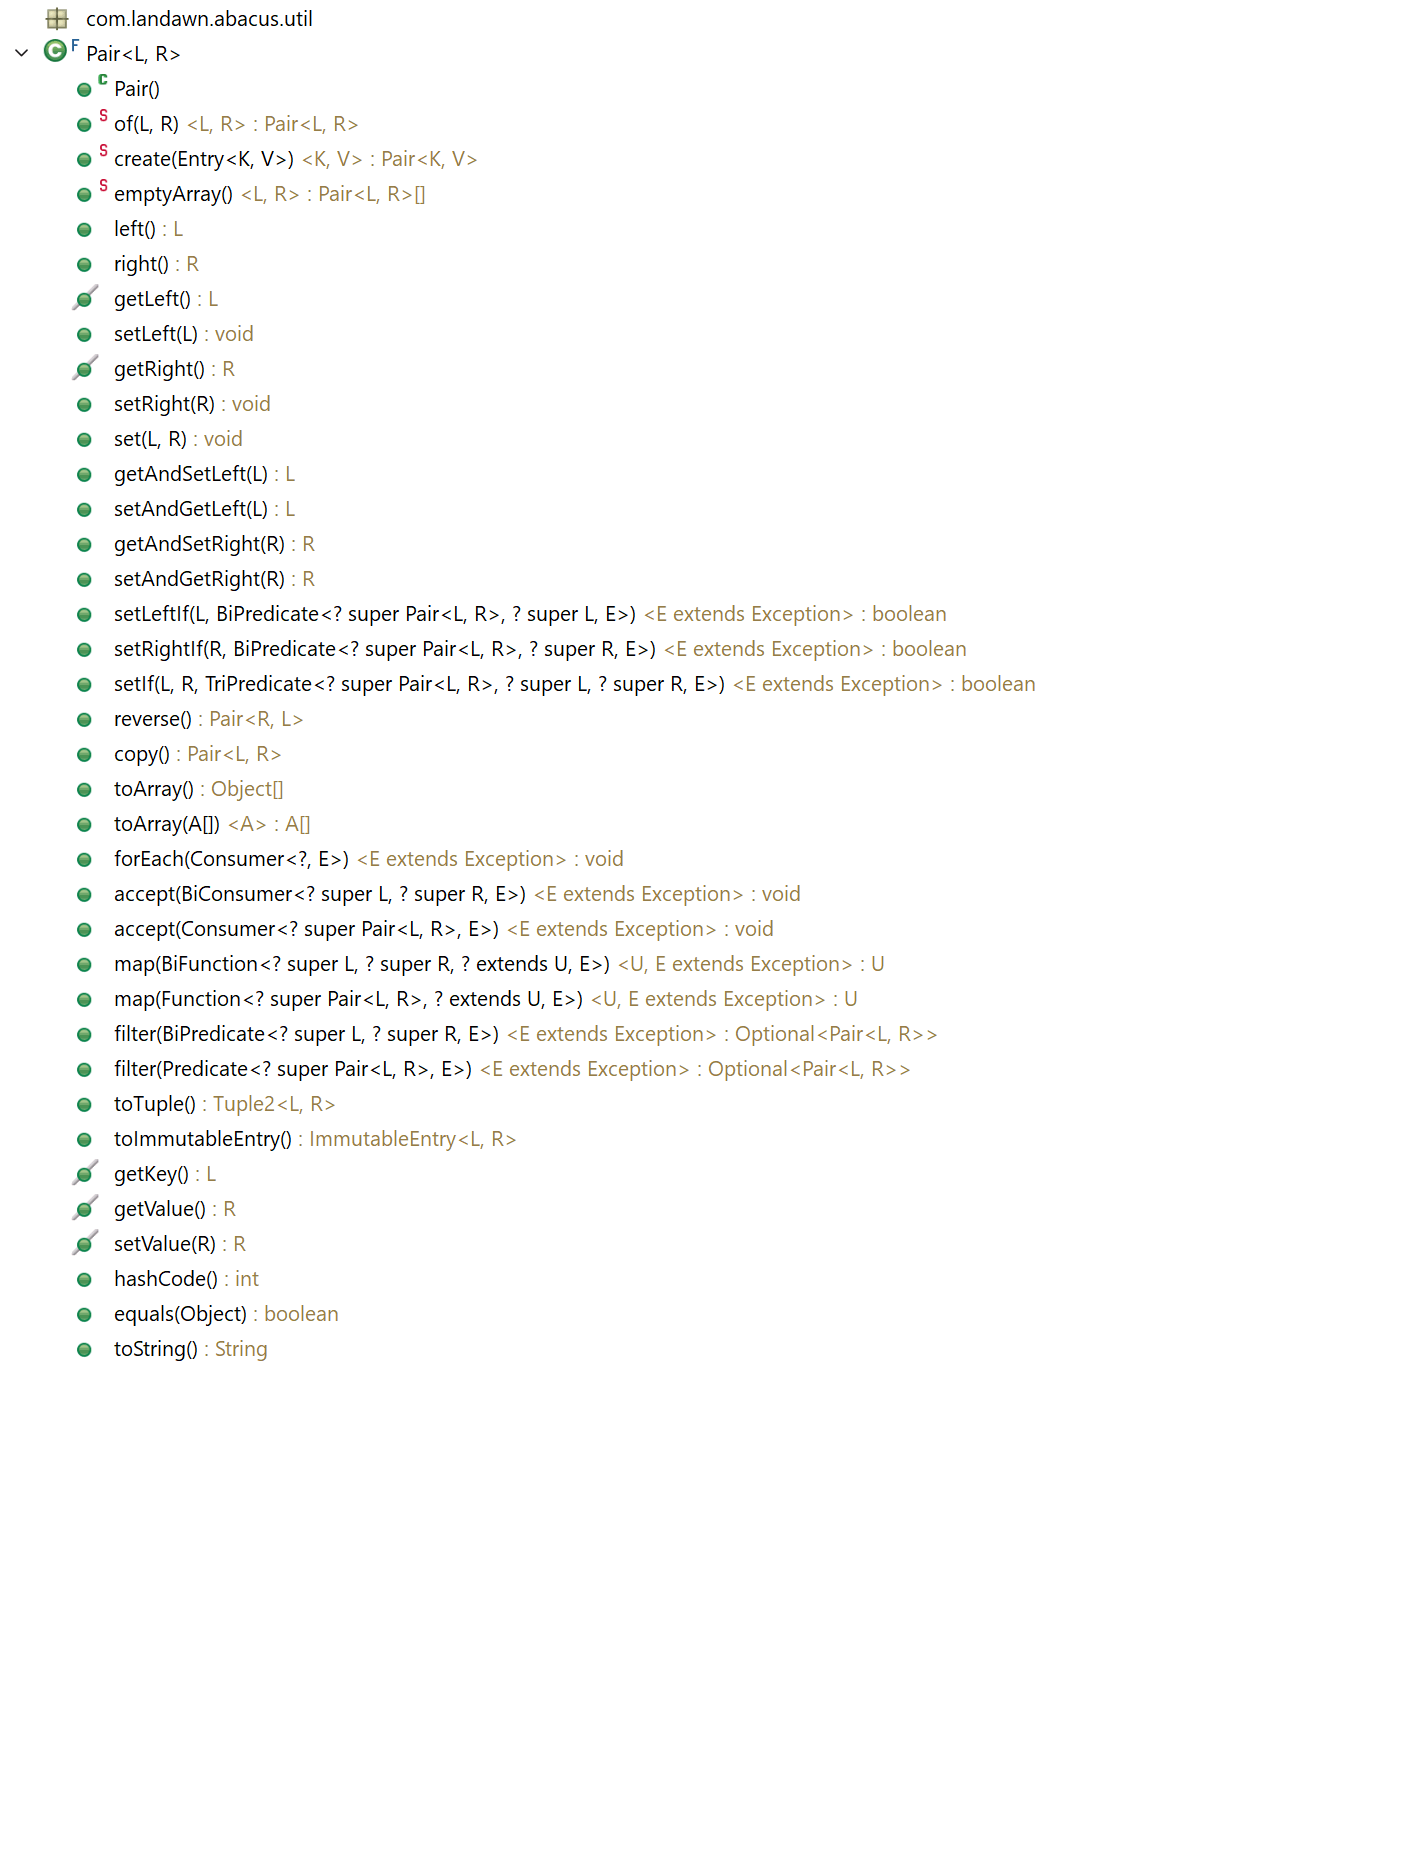 com.landawn.abacus.util
F Pair<L, R>
C Pair()
S of(L, R) <L, R> : Pair<L, R>
S create(Entry<K, V>) <K, V> : Pair<K, V>
S emptyArray() <L, R> : Pair<L, R>[]
left() : L
right() : R
getLeft() : L
setLeft(L) : void
getRight() : R
setRight(R) : void
set(L, R) : void
getAndSetLeft(L) : L
setAndGetLeft(L) : L
getAndSetRight(R) : R
setAndGetRight(R) : R
setLeftIf(L, BiPredicate<? super Pair<L, R>, ? super L, E>) <E extends Exception> : boolean
setRightIf(R, BiPredicate<? super Pair<L, R>, ? super R, E>) <E extends Exception> : boolean
setIf(L, R, TriPredicate<? super Pair<L, R>, ? super L, ? super R, E>) <E extends Exception> : boolean
reverse() : Pair<R, L>
copy() : Pair<L, R>
toArray() : Object[]
toArray(A[]) <A> : A[]
forEach(Consumer<?, E>) <E extends Exception> : void
accept(BiConsumer<? super L, ? super R, E>) <E extends Exception> : void
accept(Consumer<? super Pair<L, R>, E>) <E extends Exception> : void
map(BiFunction<? super L, ? super R, ? extends U, E>) <U, E extends Exception> : U
map(Function<? super Pair<L, R>, ? extends U, E>) <U, E extends Exception> : U
filter(BiPredicate<? super L, ? super R, E>) <E extends Exception> : Optional<Pair<L, R>>
filter(Predicate<? super Pair<L, R>, E>) <E extends Exception> : Optional<Pair<L, R>>
toTuple() : Tuple2<L, R>
toImmutableEntry() : ImmutableEntry<L, R>
getKey() : L
getValue() : R
setValue(R) : R
hashCode() : int
equals(Object) : boolean
toString() : String